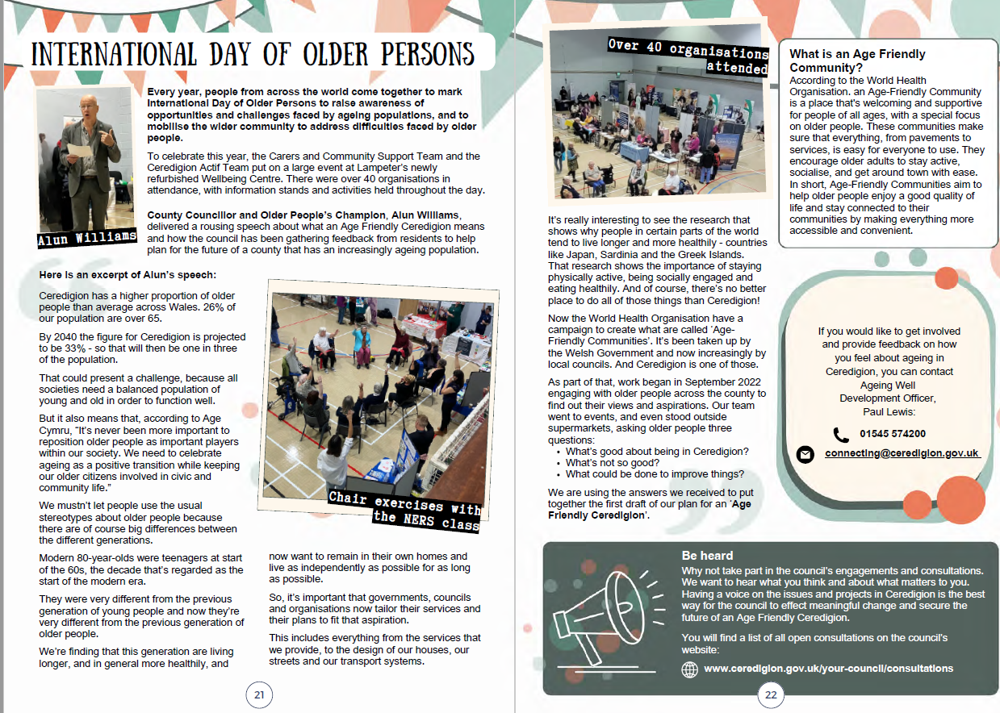 INTERNATIONAL DAY OF OLDER PERSONS
Alun Williams
Every year, people from across the world come together to mark
International Day of Older Persons to raise awareness of
opportunities and challenges faced by ageing populations, and to
mobilise the wider community to address difficulties faced by older
people.
To celebrate this year, the Carers and Community Support Team and the
Ceredigion Actif Team put on a large event at Lampeter's newly
refurbished Wellbeing Centre. There were over 40 organisations in
attendance, with information stands and activities held throughout the day.
County Councillor and Older People's Champion, Alun Williams,
delivered a rousing speech about what an Age Friendly Ceredigion means
and how the council has been gathering feedback from residents to help
plan for the future of a county that has an increasingly ageing population.
Here is an excerpt of Alun's speech:
Ceredigion has a higher proportion of older
people than average across Wales. 26% of
our population are over 65.
By 2040 the figure for Ceredigion is projected
to be 33% - so that will then be one in three
of the population.
That could present a challenge, because all
societies need a balanced population of
young and old in order to function well.
But it also means that, according to Age
Cymru, "It's never been more important to
reposition older people as important players
within our society. We need to celebrate
ageing as a positive transition while keeping
our older citizens involved in civic and
community life."
We mustn't let people use the usual
stereotypes about older people because
there are of course big differences between
the different generations.
Modern 80-year-olds were teenagers at start
of the 60s, the decade that's regarded as the
start of the modern era.
They were very different from the previous
generation of young people and now they're
very different from the previous generation of
older people.
We're finding that this generation are living
longer, and in general more healthily, and
Chair exercises with
the NERS class
now want to remain in their own homes and
live as independently as possible for as long
as possible.
So, it's important that governments, councils
and organisations now tailor their services and
their plans to fit that aspiration.
This includes everything from the services that
we provide, to the design of our houses, our
streets and our transport systems.
21
Over 40 organisations
attended
It's really interesting to see the research that
shows why people in certain parts of the world
tend to live longer and more healthily - countries
like Japan, Sardinia and the Greek Islands.
That research shows the importance of staying
physically active, being socially engaged and
eating healthily. And of course, there's no better
place to do all of those things than Ceredigion!
Now the World Health Organisation have a
campaign to create what are called 'Age-
Friendly Communities'. It's been taken up by
the Welsh Government and now increasingly by
local councils. And Ceredigion is one of those.
As part of that, work began in September 2022
engaging with older people across the county to
find out their views and aspirations. Our team
went to events, and even stood outside
supermarkets, asking older people three
questions:
• What's good about being in Ceredigion?
• What's not so good?
• What could be done to improve things?
We are using the answers we received to put
together the first draft of our plan for an 'Age
Friendly Ceredigion'.
What is an Age Friendly
Community?
According to the World Health
Organisation. an Age-Friendly Community
is a place that's welcoming and supportive
for people of all ages, with a special focus
on older people. These communities make
sure that everything, from pavements to
services, is easy for everyone to use. They
encourage older adults to stay active,
socialise, and get around town with ease.
In short, Age-Friendly Communities aim to
help older people enjoy a good quality of
life and stay connected to their
communities by making everything more
accessible and convenient.
If you would like to get involved
and provide feedback on how
you feel about ageing in
Ceredigion, you can contact
Ageing Well
Development Officer,
Paul Lewis:
01545 574200
connecting@ceredigion.gov.uk
Be heard
Why not take part in the council's engagements and consultations.
We want to hear what you think and about what matters to you.
Having a voice on the issues and projects in Ceredigion is the best
way for the council to effect meaningful change and secure the
future of an Age Friendly Ceredigion.
You will find a list of all open consultations on the council's
website:
www.ceredigion.gov.uk/your-council/consultations
22